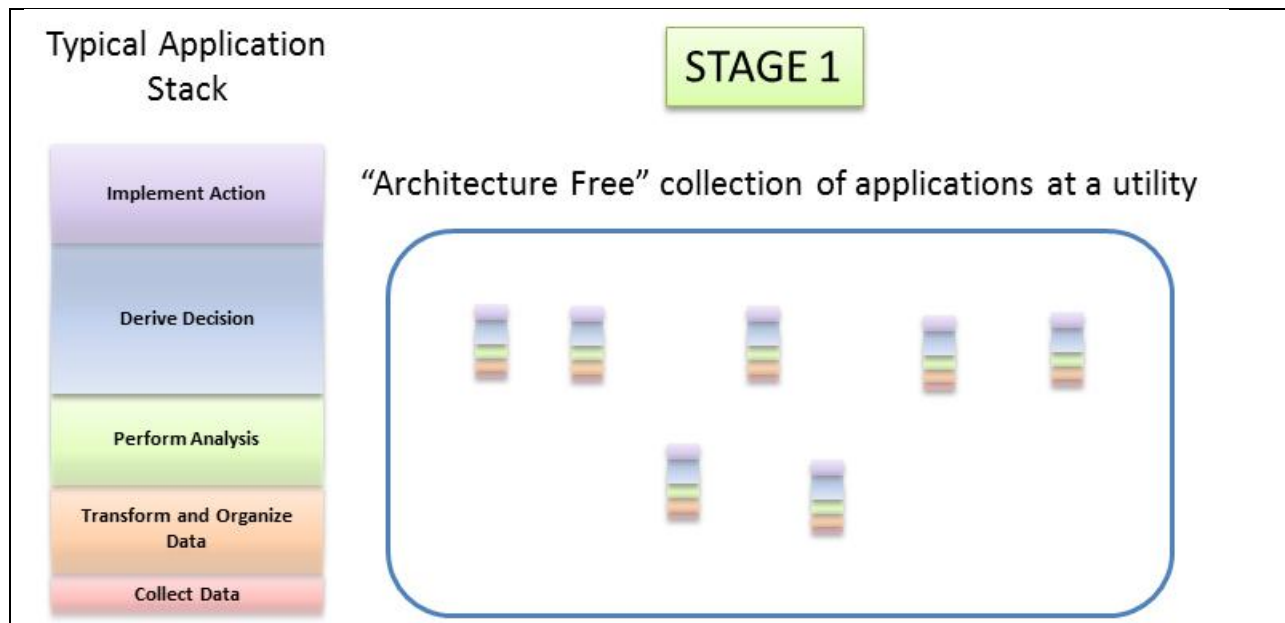 Typical Application
Stack
STAGE 1
Implement Action
Derive Decision
Perform Analysis
Transform and Organize
Data
Collect Data
“Architecture Free” collection of applications at a utility